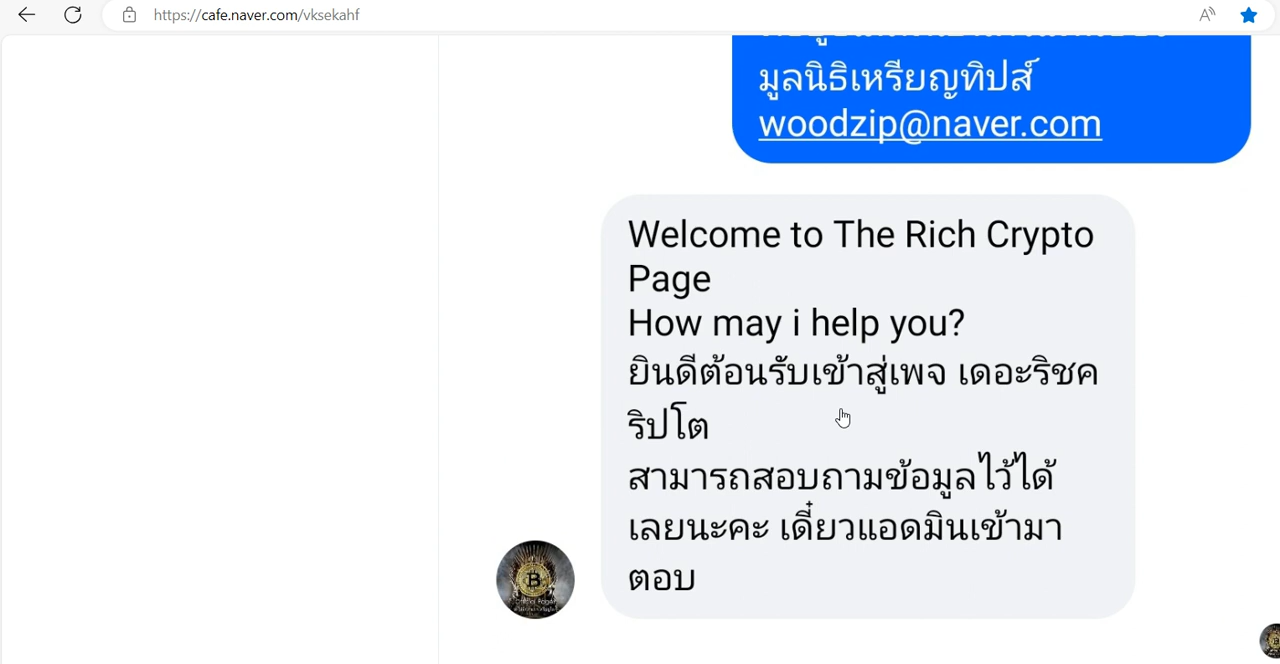 https://cafe.naver.com/vksekahf
มูลนิธิเหรียญทิปส์
woodzip@naver.com
Welcome to The Rich Crypto
Page
How may i help you?
ยินดีต้อนรับเข้าสู่เพจ เดอะริชค
ริปโต
สามารถสอบถามข้อมูลไว้ได้
เลยนะคะ เดี๋ยวแอดมินเข้ามา
ตอบ